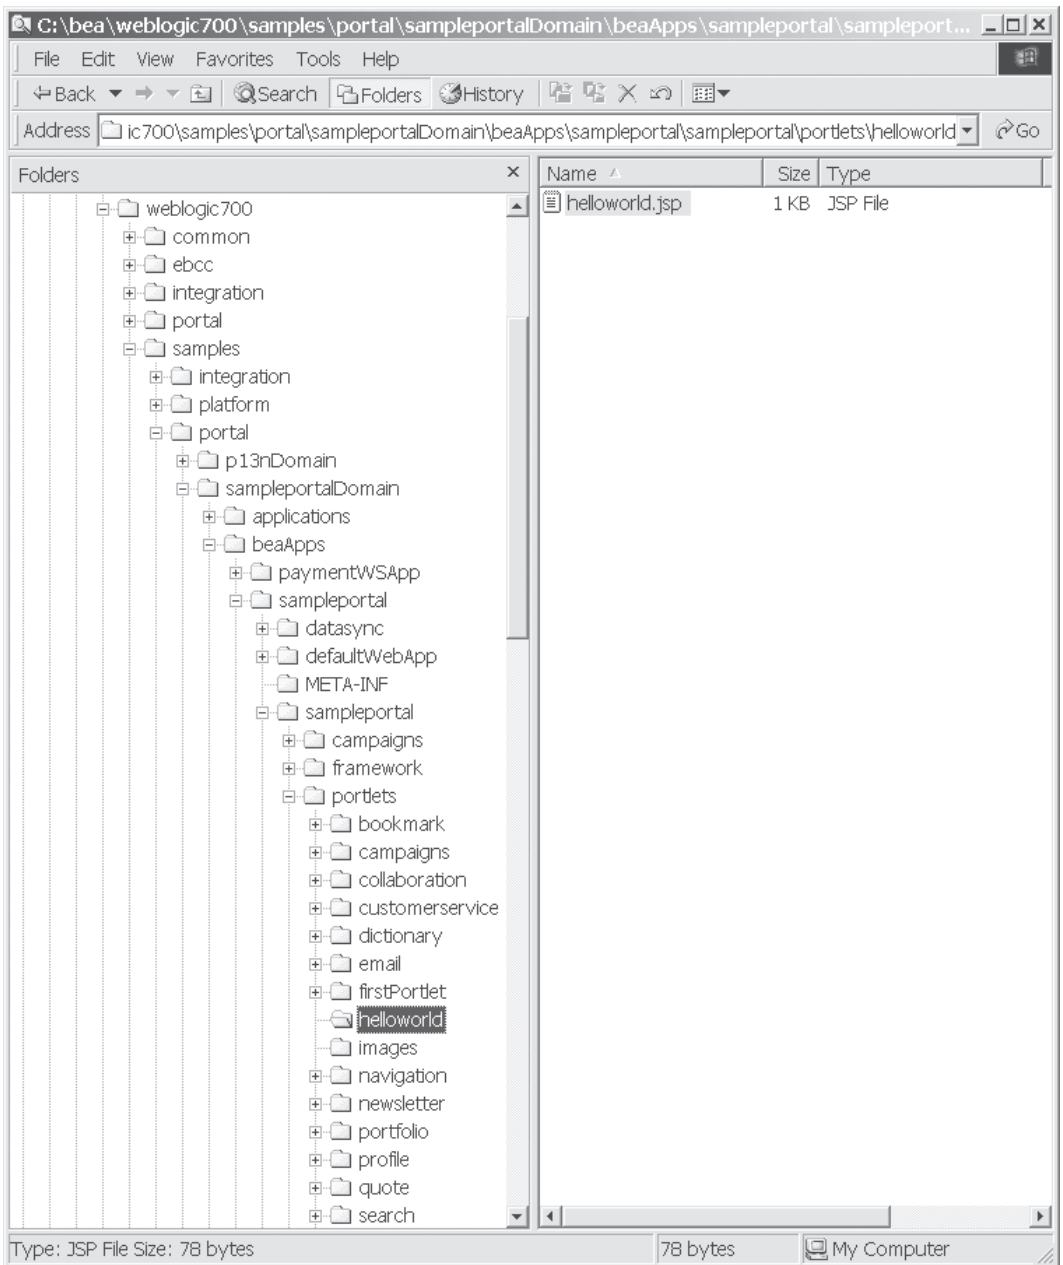 C:\bea\weblogic700\samples\portal\sampleportalDomain\beaApps\sampleportal\sampleport...
File Edit View Favorites Tools Help
Back Search Folders History
Address ic700\samples\portal\sampleportalDomain\beaApps\sampleportal\sampleportal\portlets\helloworld Go
Folders
Name Size Type
helloworld.jsp 1 KB JSP File
weblogic700
common
ebcc
integration
portal
samples
integration
platform
portal
p13nDomain
sampleportalDomain
applications
beaApps
paymentWSApp
sampleportal
datasync
defaultWebApp
META-INF
sampleportal
campaigns
framework
portlets
bookmark
campaigns
collaboration
customerservice
dictionary
email
firstPortlet
helloworld
images
navigation
newsletter
portfolio
profile
quote
search
Type: JSP File Size: 78 bytes 78 bytes My Computer